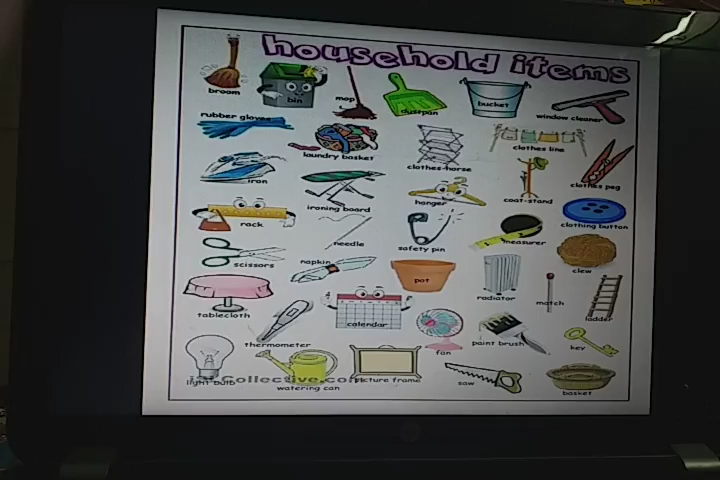 household items
broom
bin
mop
dustpan
bucket
window cleaner
rubber gloves
laundry basket
clothes-horse
clothes line
clothes peg
iron
ironing board
hanger
coat-stand
clothing button
rack
needle
safety pin
measurer
clew
scissors
napkin
pot
radiator
match
ladder
tablecloth
calendar
thermometer
fan
paint brush
key
light bulb
iSLCollective.com
watering can
picture frame
saw
basket